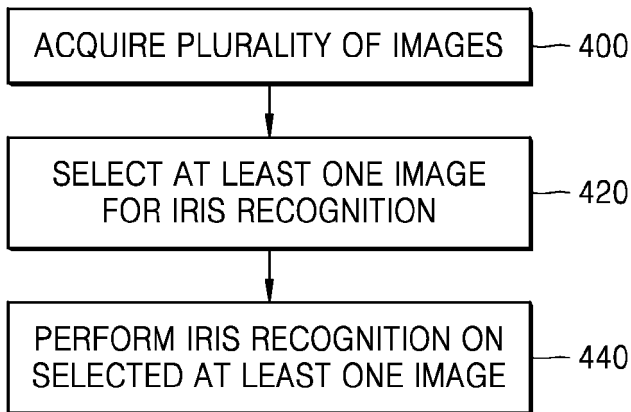 ACQUIRE PLURALITY OF IMAGES
400
SELECT AT LEAST ONE IMAGE
FOR IRIS RECOGNITION
420
PERFORM IRIS RECOGNITION ON
SELECTED AT LEAST ONE IMAGE
440